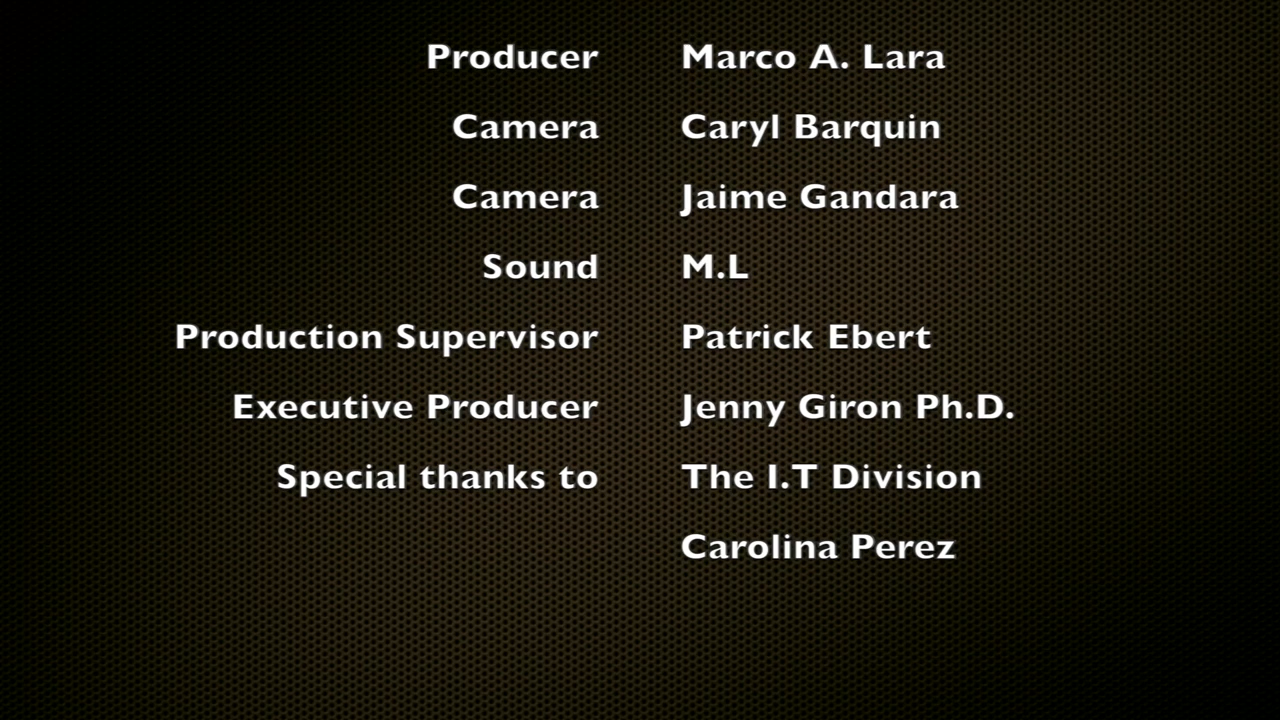 Producer Marco A. Lara
Camera Caryl Barquin
Camera Jaime Gandara
Sound M.L
Production Supervisor Patrick Ebert
Executive Producer Jenny Giron Ph.D.
Special thanks to The I.T Division
Carolina Perez